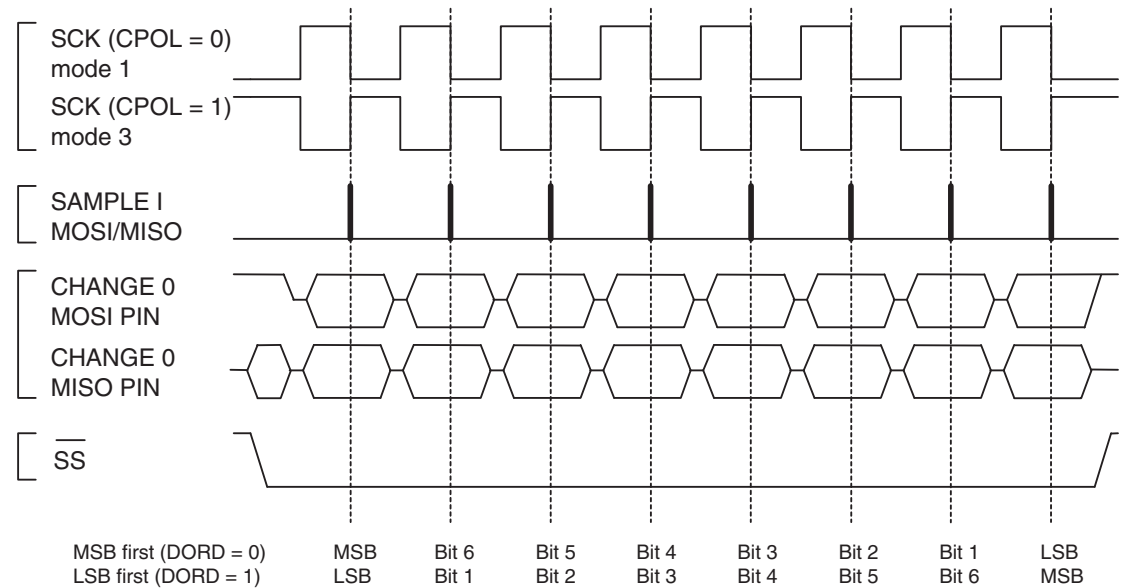 SCK (CPOL = 0)
mode 1
SCK (CPOL = 1)
mode 3
SAMPLE I
MOSI/MISO
CHANGE 0
MOSI PIN
CHANGE 0
MISO PIN
SS
MSB first (DORD = 0) MSB Bit 6 Bit 5 Bit 4 Bit 3 Bit 2 Bit 1 LSB
LSB first (DORD = 1) LSB Bit 1 Bit 2 Bit 3 Bit 4 Bit 5 Bit 6 MSB